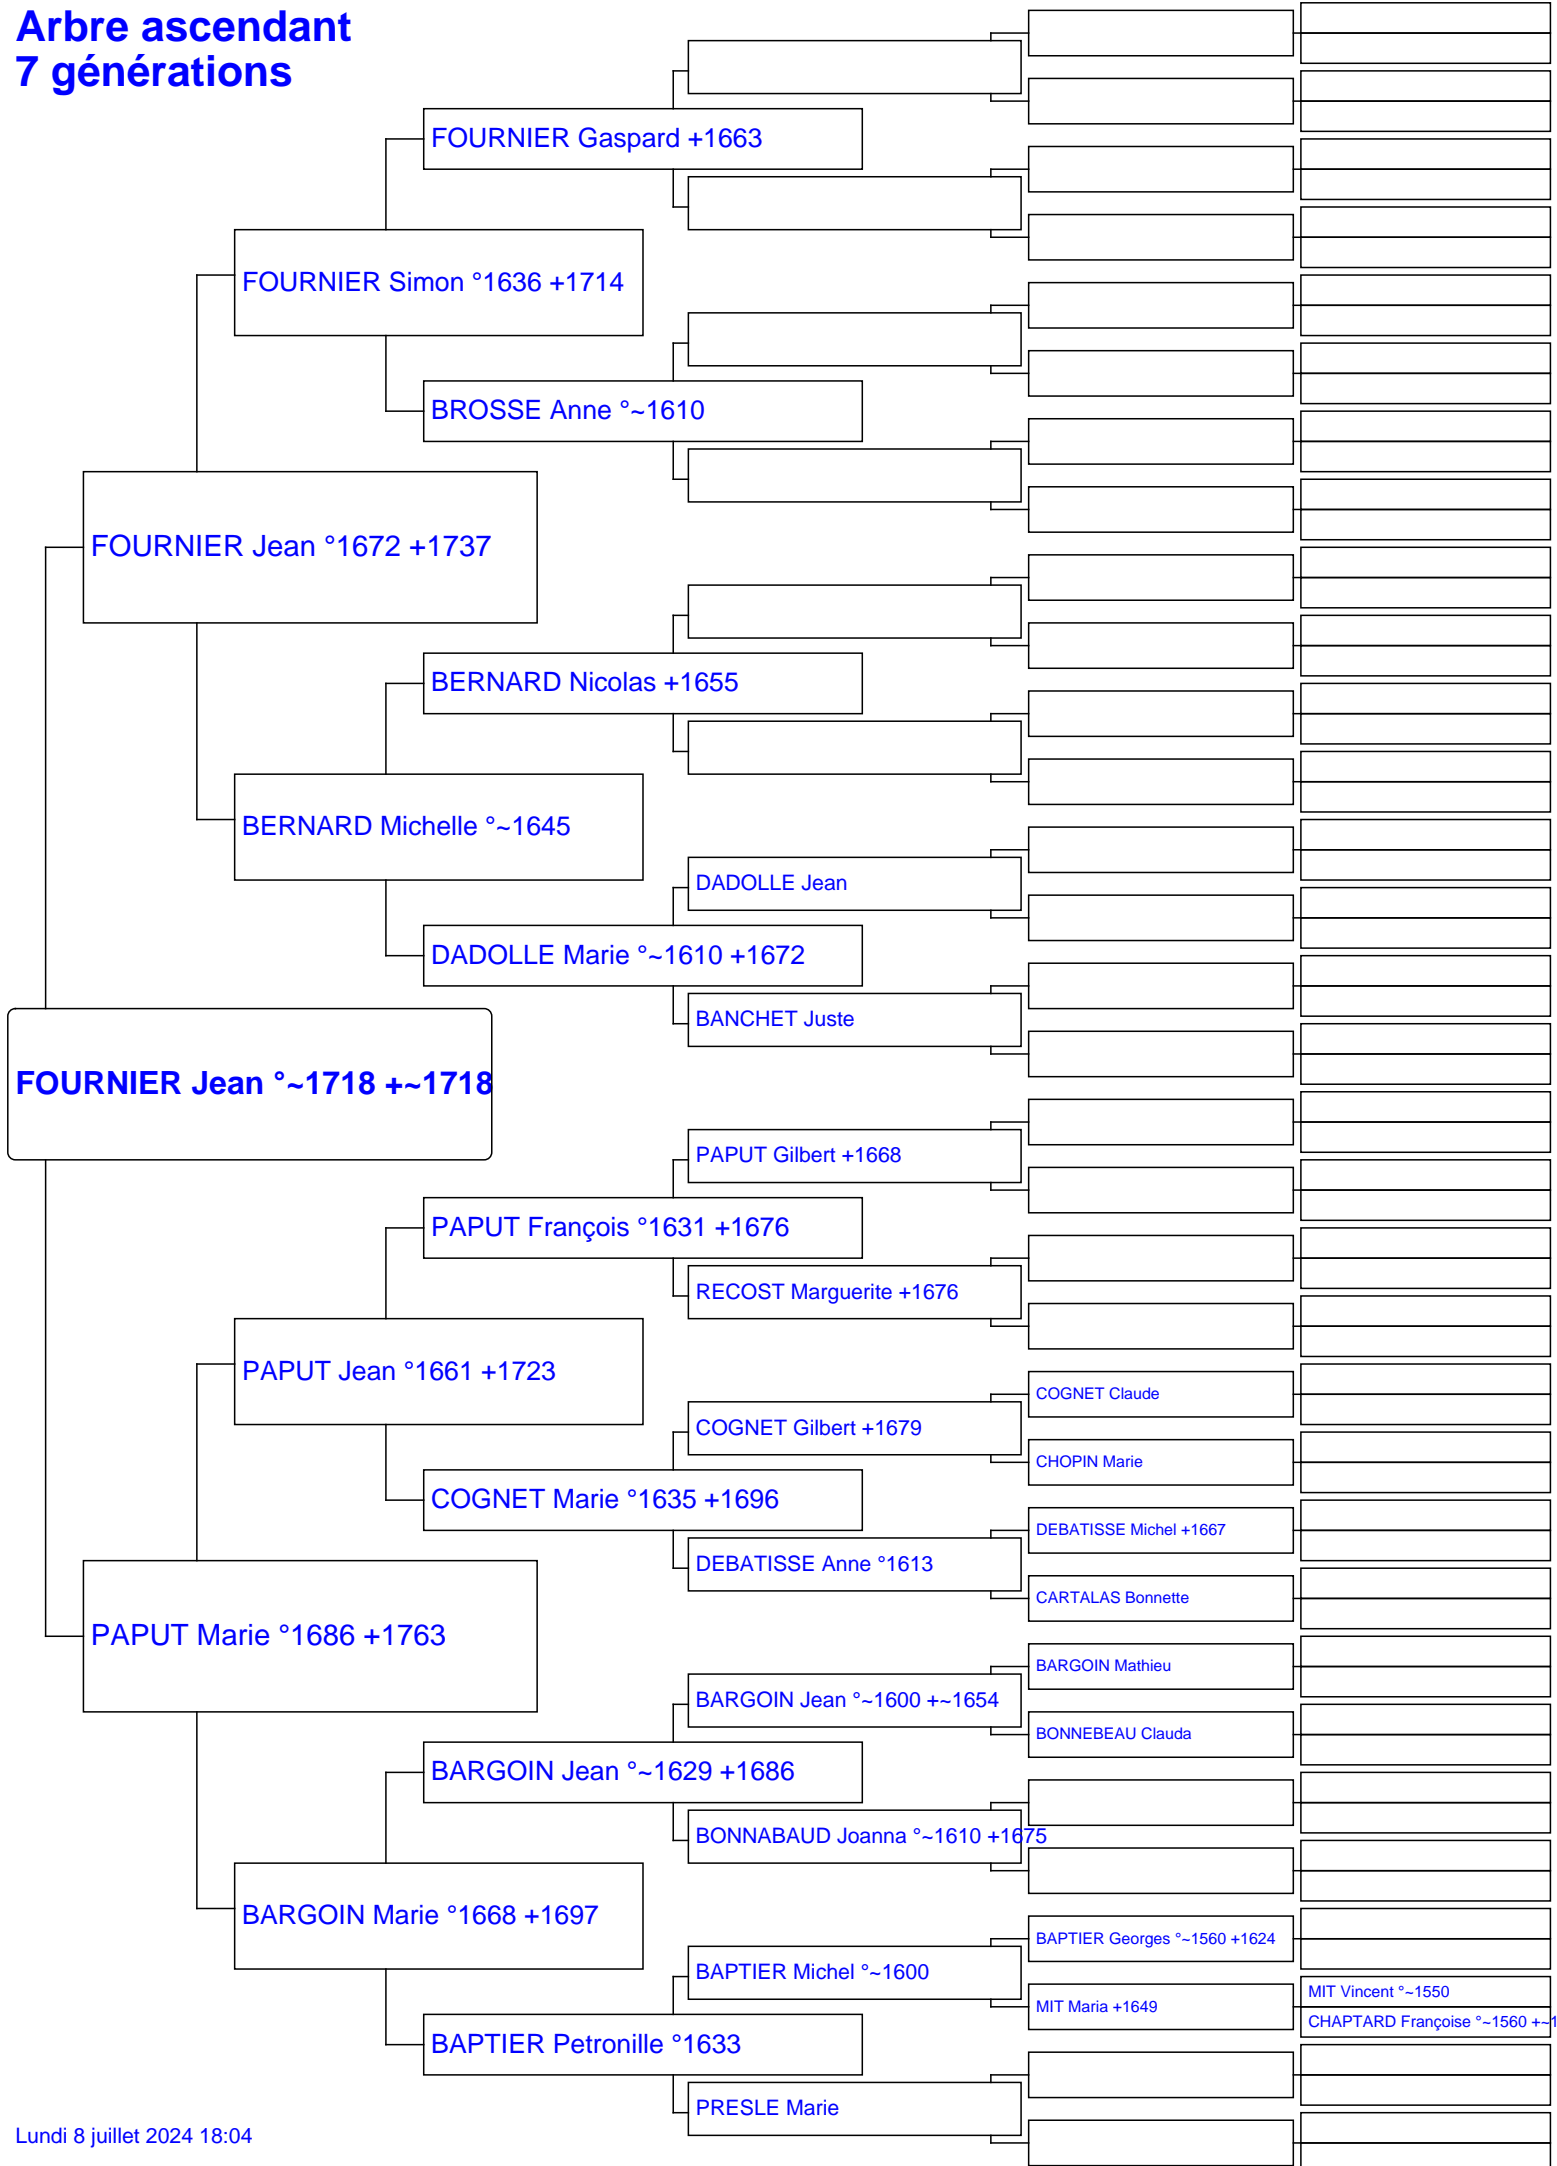 Arbre ascendant
7 générations
FOURNIER Gaspard +1663
FOURNIER Simon °1636 +1714
BROSSE Anne °~1610
FOURNIER Jean °1672 +1737
BERNARD Nicolas +1655
BERNARD Michelle °~1645
DADOLLE Jean
DADOLLE Marie °~1610 +1672
BANCHET Juste
FOURNIER Jean °~1718 +~1718
PAPUT Gilbert +1668
PAPUT François °1631 +1676
RECOST Marguerite +1676
PAPUT Jean °1661 +1723
COGNET Claude
COGNET Gilbert +1679
CHOPIN Marie
COGNET Marie °1635 +1696
DEBATISSE Michel +1667
DEBATISSE Anne °1613
CARTALAS Bonnette
PAPUT Marie °1686 +1763
BARGOIN Mathieu
BARGOIN Jean °~1600 +~1654
BONNEBEAU Clauda
BARGOIN Jean °~1629 +1686
BONNABAUD Joanna °~1610 +1675
BARGOIN Marie °1668 +1697
BAPTIER Georges °~1560 +1624
BAPTIER Michel °~1600
MIT Vincent °~1550
MIT Maria +1649
CHAPTARD Françoise °~1560 +~1
BAPTIER Petronille °1633
PRESLE Marie
Lundi 8 juillet 2024 18:04